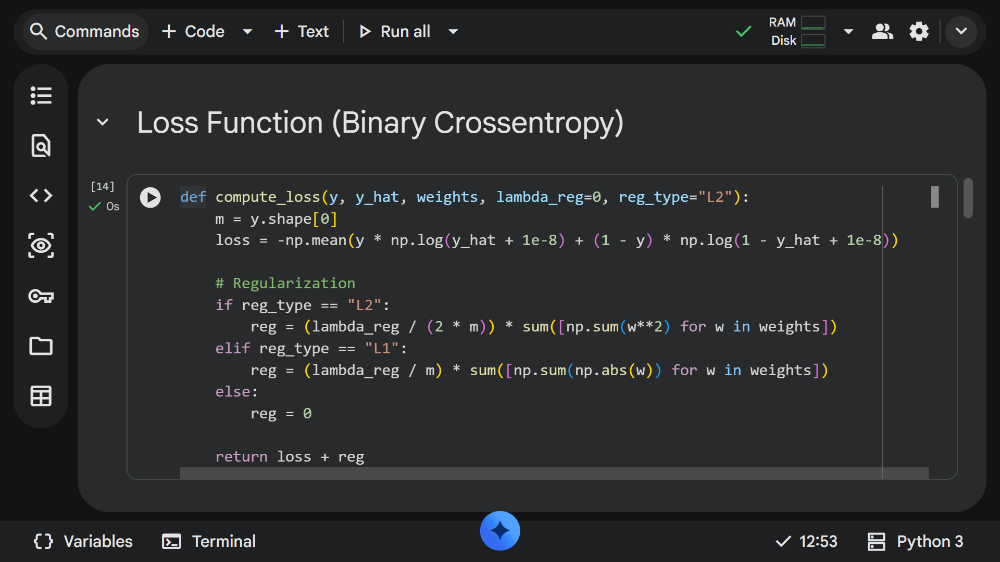 Commands
Code
Text
Run all
RAM
Disk
Loss Function (Binary Crossentropy)
[14]
0s
def compute_loss(y, y_hat, weights, lambda_reg=0, reg_type="L2"):
    m = y.shape[0]
    loss = -np.mean(y * np.log(y_hat + 1e-8) + (1 - y) * np.log(1 - y_hat + 1e-8))
    # Regularization
    if reg_type == "L2":
        reg = (lambda_reg / (2 * m)) * sum([np.sum(w**2) for w in weights])
    elif reg_type == "L1":
        reg = (lambda_reg / m) * sum([np.sum(np.abs(w)) for w in weights])
    else:
        reg = 0
    return loss + reg
Variables
Terminal
12:53
Python 3